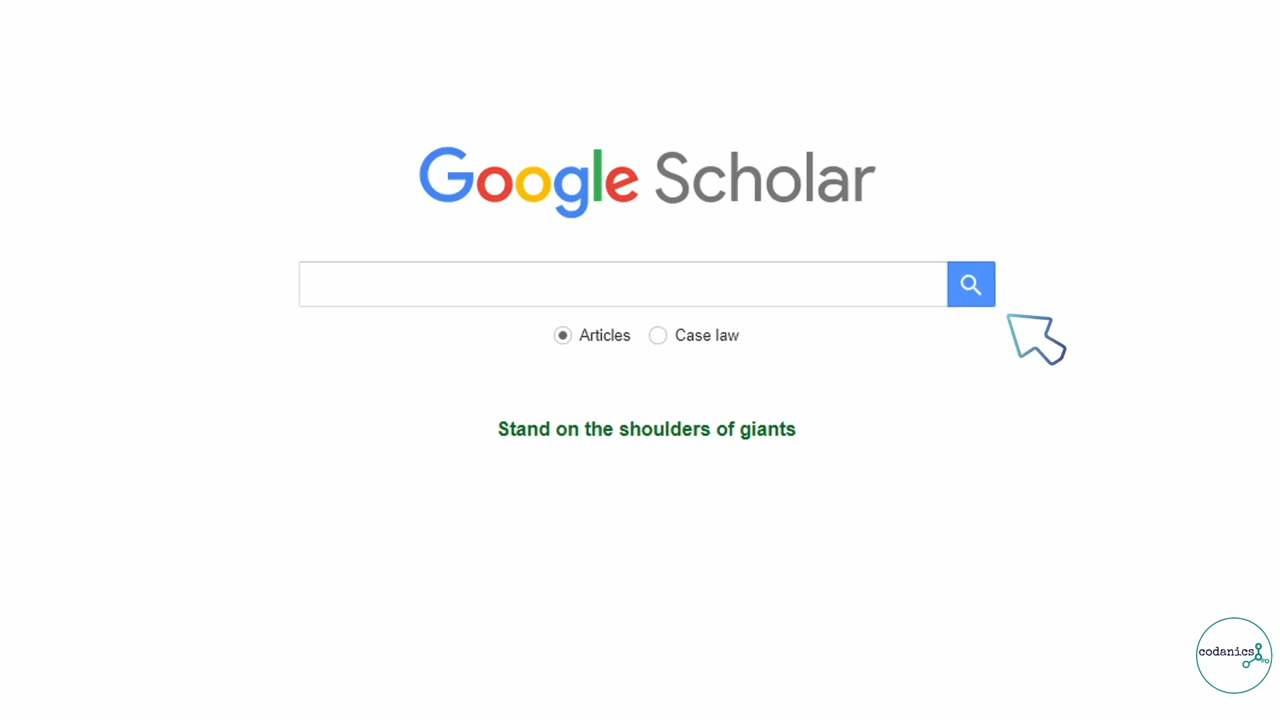 Google Scholar
Articles Case law
Stand on the shoulders of giants
codanics